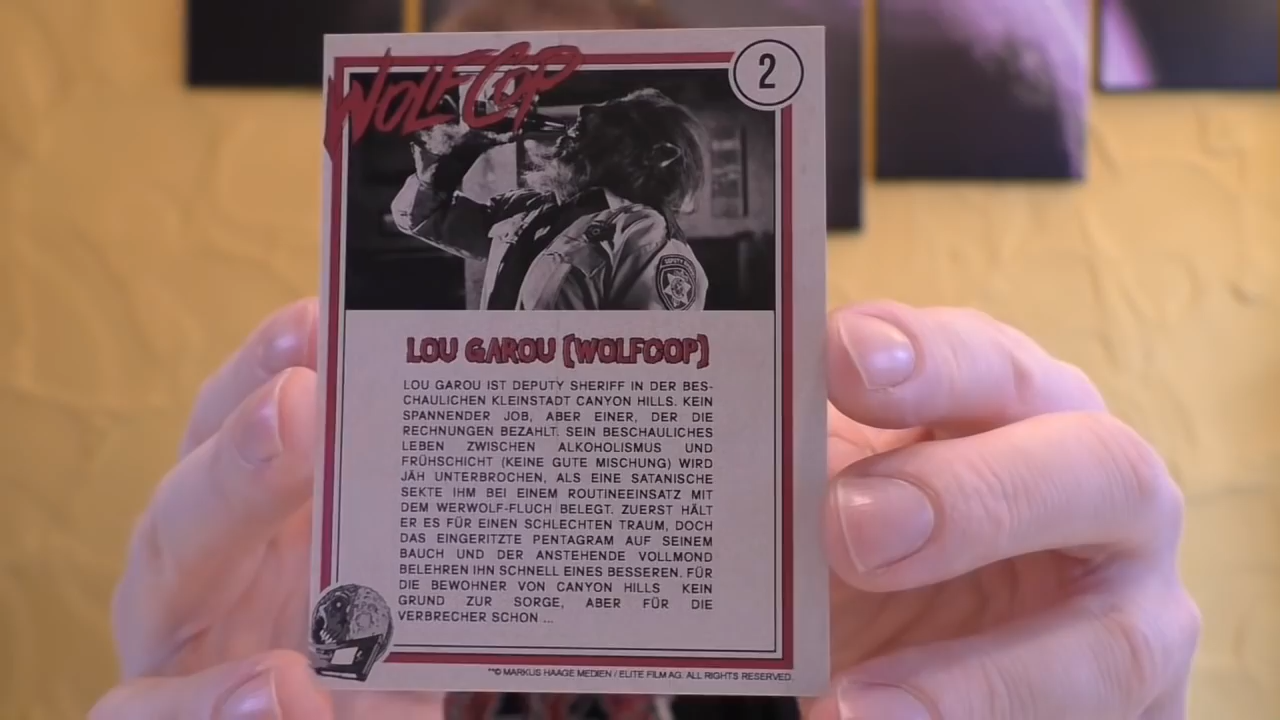 WOLFCOP
2
LOU GAROU (WOLFCOP)
LOU GAROU IST DEPUTY SHERIFF IN DER BES-
CHAULICHEN KLEINSTADT CANYON HILLS. KEIN
SPANNENDER JOB, ABER EINER, DER DIE
RECHNUNGEN BEZAHLT. SEIN BESCHAULICHES
LEBEN ZWISCHEN ALKOHOLISMUS UND
FRÜHSCHICHT (KEINE GUTE MISCHUNG) WIRD
JÄH UNTERBROCHEN, ALS EINE SATANISCHE
SEKTE IHM BEI EINEM ROUTINEEINSATZ MIT
DEM WERWOLF-FLUCH BELEGT. ZUERST HÄLT
ER ES FÜR EINEN SCHLECHTEN TRAUM, DOCH
DAS EINGERITZTE PENTAGRAM AUF SEINEM
BAUCH UND DER ANSTEHENDE VOLLMOND
BELEHREN IHN SCHNELL EINES BESSEREN. FÜR
DIE BEWOHNER VON CANYON HILLS KEIN
GRUND ZUR SORGE, ABER FÜR DIE
VERBRECHER SCHON ...
**© MARKUS HAAGE MEDIEN / ELITE FILM AG. ALL RIGHTS RESERVED.